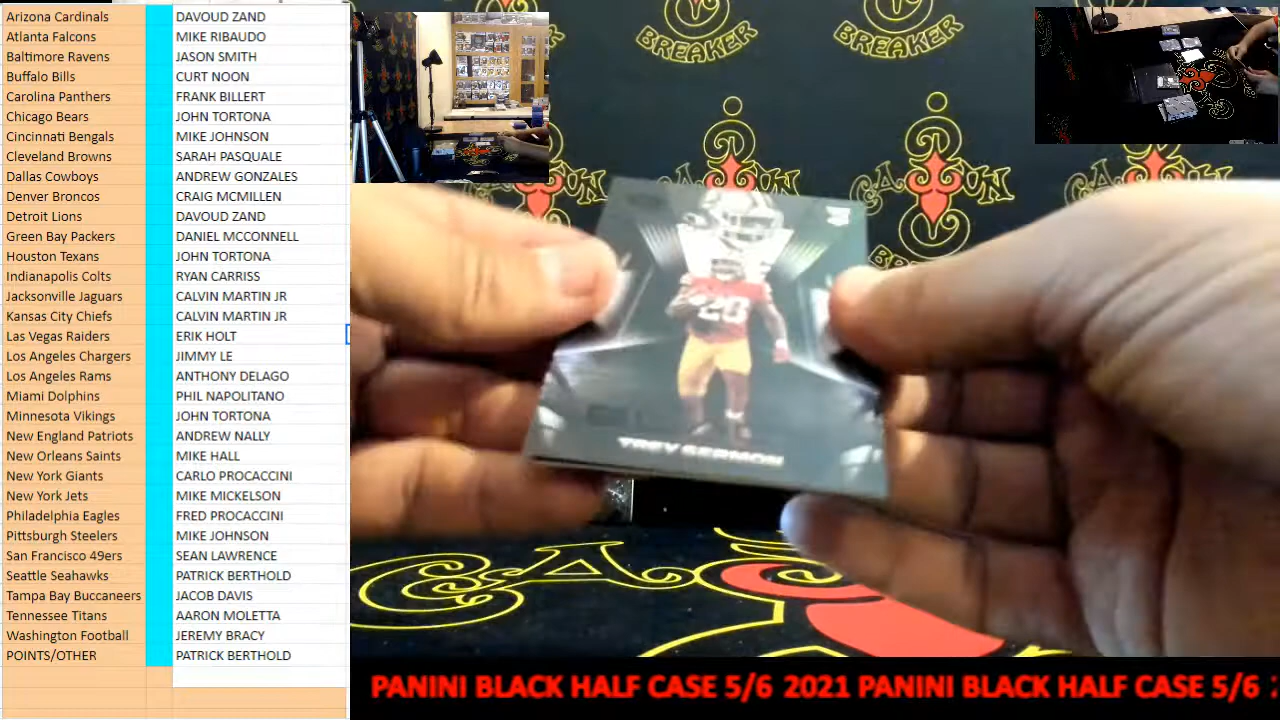 Arizona Cardinals DAVOUD ZAND
Atlanta Falcons MIKE RIBAUDO
Baltimore Ravens JASON SMITH
Buffalo Bills CURT NOON
Carolina Panthers FRANK BILLERT
Chicago Bears JOHN TORTONA
Cincinnati Bengals MIKE JOHNSON
Cleveland Browns SARAH PASQUALE
Dallas Cowboys ANDREW GONZALES
Denver Broncos CRAIG MCMILLEN
Detroit Lions DAVOUD ZAND
Green Bay Packers DANIEL MCCONNELL
Houston Texans JOHN TORTONA
Indianapolis Colts RYAN CARRISS
Jacksonville Jaguars CALVIN MARTIN JR
Kansas City Chiefs CALVIN MARTIN JR
Las Vegas Raiders ERIK HOLT
Los Angeles Chargers JIMMY LE
Los Angeles Rams ANTHONY DELAGO
Miami Dolphins PHIL NAPOLITANO
Minnesota Vikings JOHN TORTONA
New England Patriots ANDREW NALLY
New Orleans Saints MIKE HALL
New York Giants CARLO PROCACCINI
New York Jets MIKE MICKELSON
Philadelphia Eagles FRED PROCACCINI
Pittsburgh Steelers MIKE JOHNSON
San Francisco 49ers SEAN LAWRENCE
Seattle Seahawks PATRICK BERTHOLD
Tampa Bay Buccaneers JACOB DAVIS
Tennessee Titans AARON MOLETTA
Washington Football JEREMY BRACY
POINTS/OTHER PATRICK BERTHOLD
BREAKER
BREAKER
CAJUN
20
TREY SERMON
PANINI BLACK HALF CASE 5/6 2021 PANINI BLACK HALF CASE 5/6